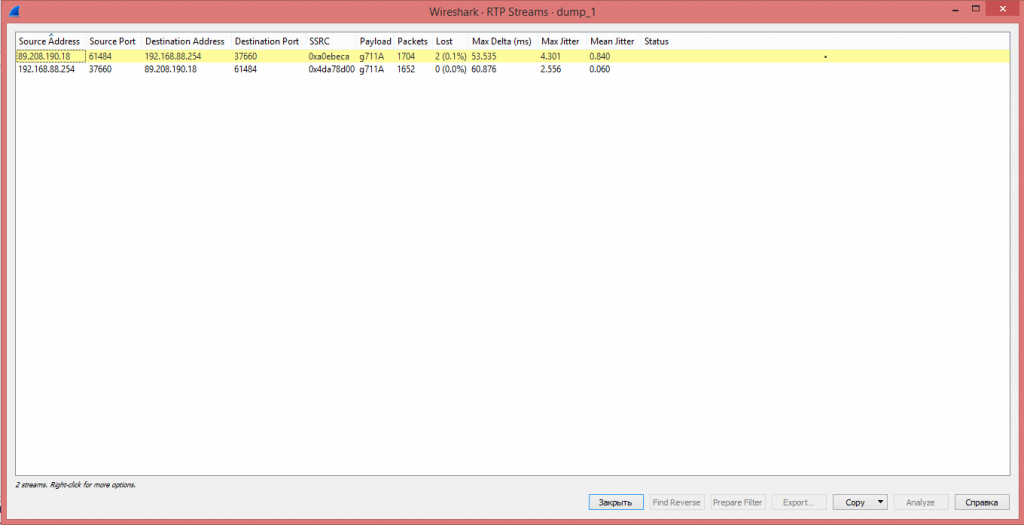 Wireshark · RTP Streams · dump_1
Source Address Source Port Destination Address Destination Port SSRC Payload Packets Lost Max Delta (ms) Max Jitter Mean Jitter Status
89.208.190.18 61484 192.168.88.254 37660 0xa0ebeca g711A 1704 2 (0.1%) 53.535 4.301 0.840 •
192.168.88.254 37660 89.208.190.18 61484 0x4da78d00 g711A 1652 0 (0.0%) 60.876 2.556 0.060
2 streams. Right-click for more options.
Закрыть Find Reverse Prepare Filter Export... Copy Analyze Справка